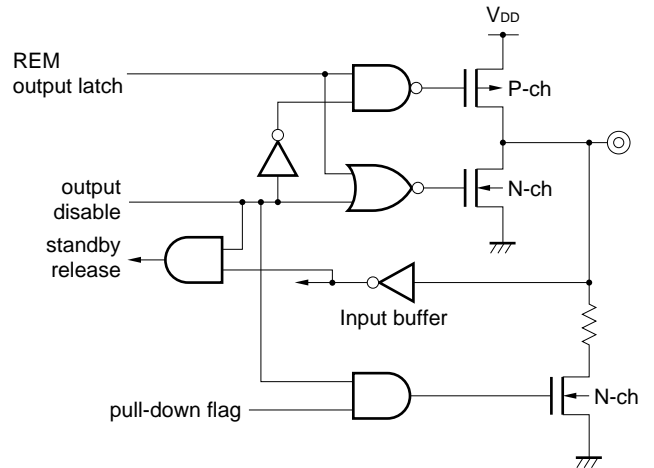 VDD
REM
output latch
P-ch
output
disable
N-ch
standby
release
Input buffer
pull-down flag
N-ch